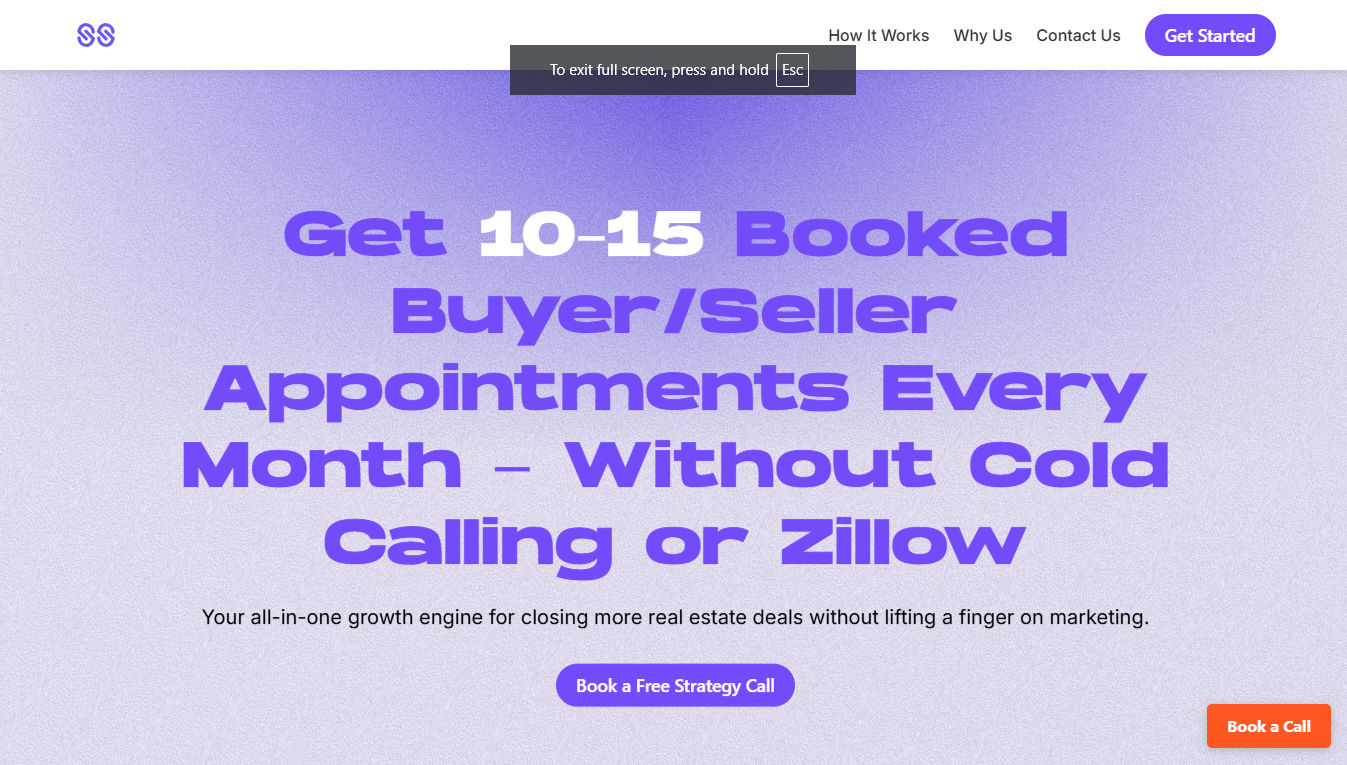 SS
How It Works
Why Us
Contact Us
Get Started
To exit full screen, press and hold Esc
Get 10-15 Booked
Buyer/Seller
Appointments Every
Month – Without Cold
Calling or Zillow
Your all-in-one growth engine for closing more real estate deals without lifting a finger on marketing.
Book a Free Strategy Call
Book a Call